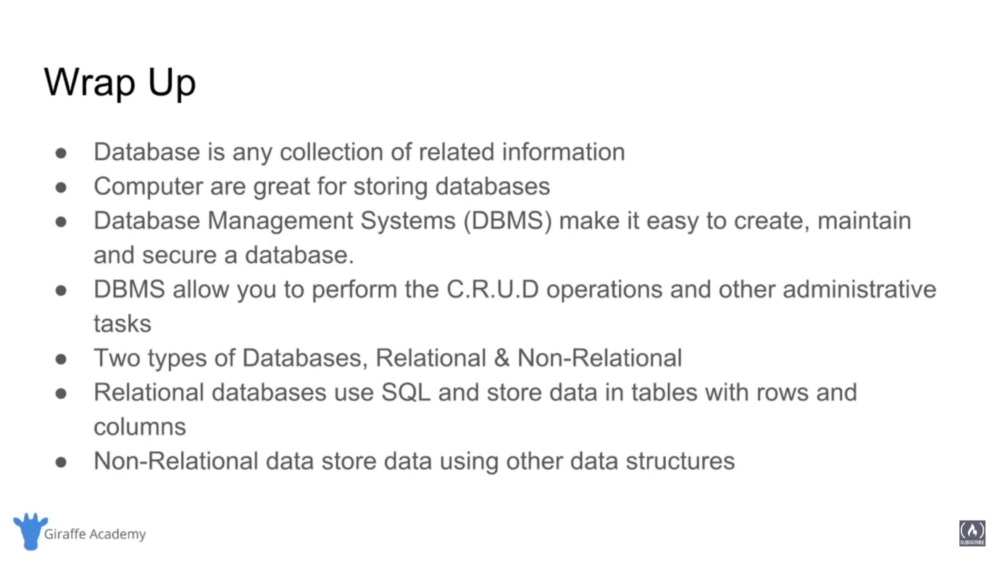 Wrap Up
● Database is any collection of related information
● Computer are great for storing databases
● Database Management Systems (DBMS) make it easy to create, maintain
and secure a database.
● DBMS allow you to perform the C.R.U.D operations and other administrative
tasks
● Two types of Databases, Relational & Non-Relational
● Relational databases use SQL and store data in tables with rows and
columns
● Non-Relational data store data using other data structures
Giraffe Academy
SUBSCRIBE